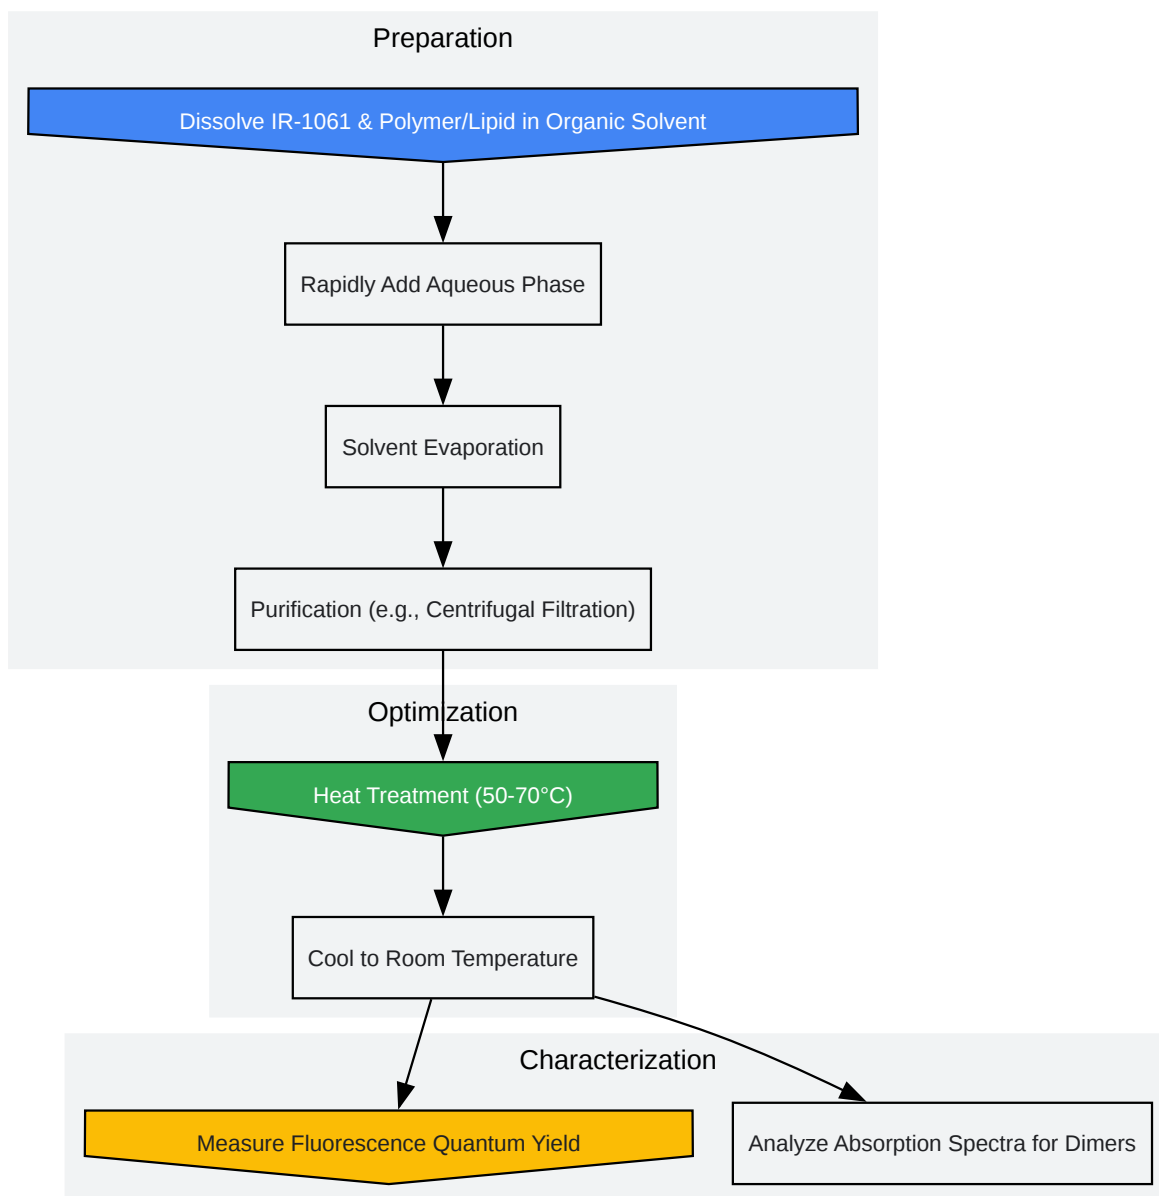 Preparation
Dissolve IR-1061 & Polymer/Lipid in Organic Solvent
Rapidly Add Aqueous Phase
Solvent Evaporation
Purification (e.g., Centrifugal Filtration)
Optimization
Heat Treatment (50-70°C)
Cool to Room Temperature
Characterization
Measure Fluorescence Quantum Yield
Analyze Absorption Spectra for Dimers